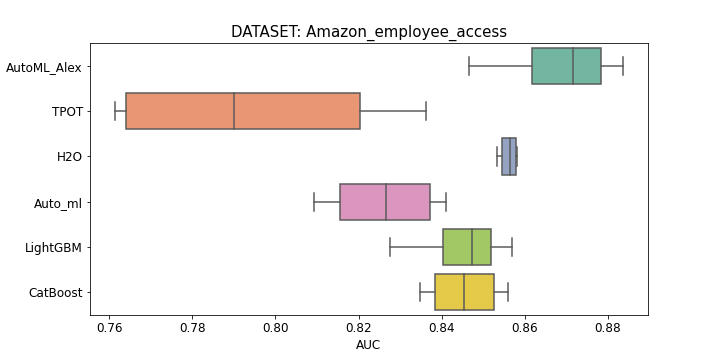 DATASET: Amazon_employee_access
AutoML_Alex
TPOT
H2O
Auto_ml
LightGBM
CatBoost
0.76 0.78 0.80 0.82 0.84 0.86 0.88
AUC